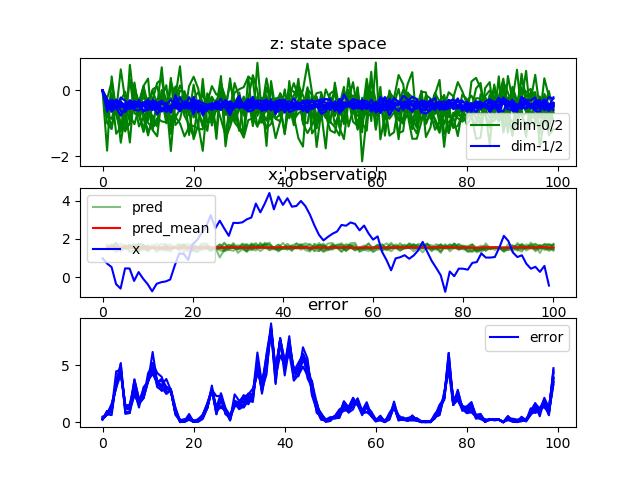 z: state space
0
−2
dim-0/2
dim-1/2
0 20 40 60 80 100
x: observation
4
2
0
pred
pred_mean
x
0 20 40 60 80 100
error
5
0
error
0 20 40 60 80 100